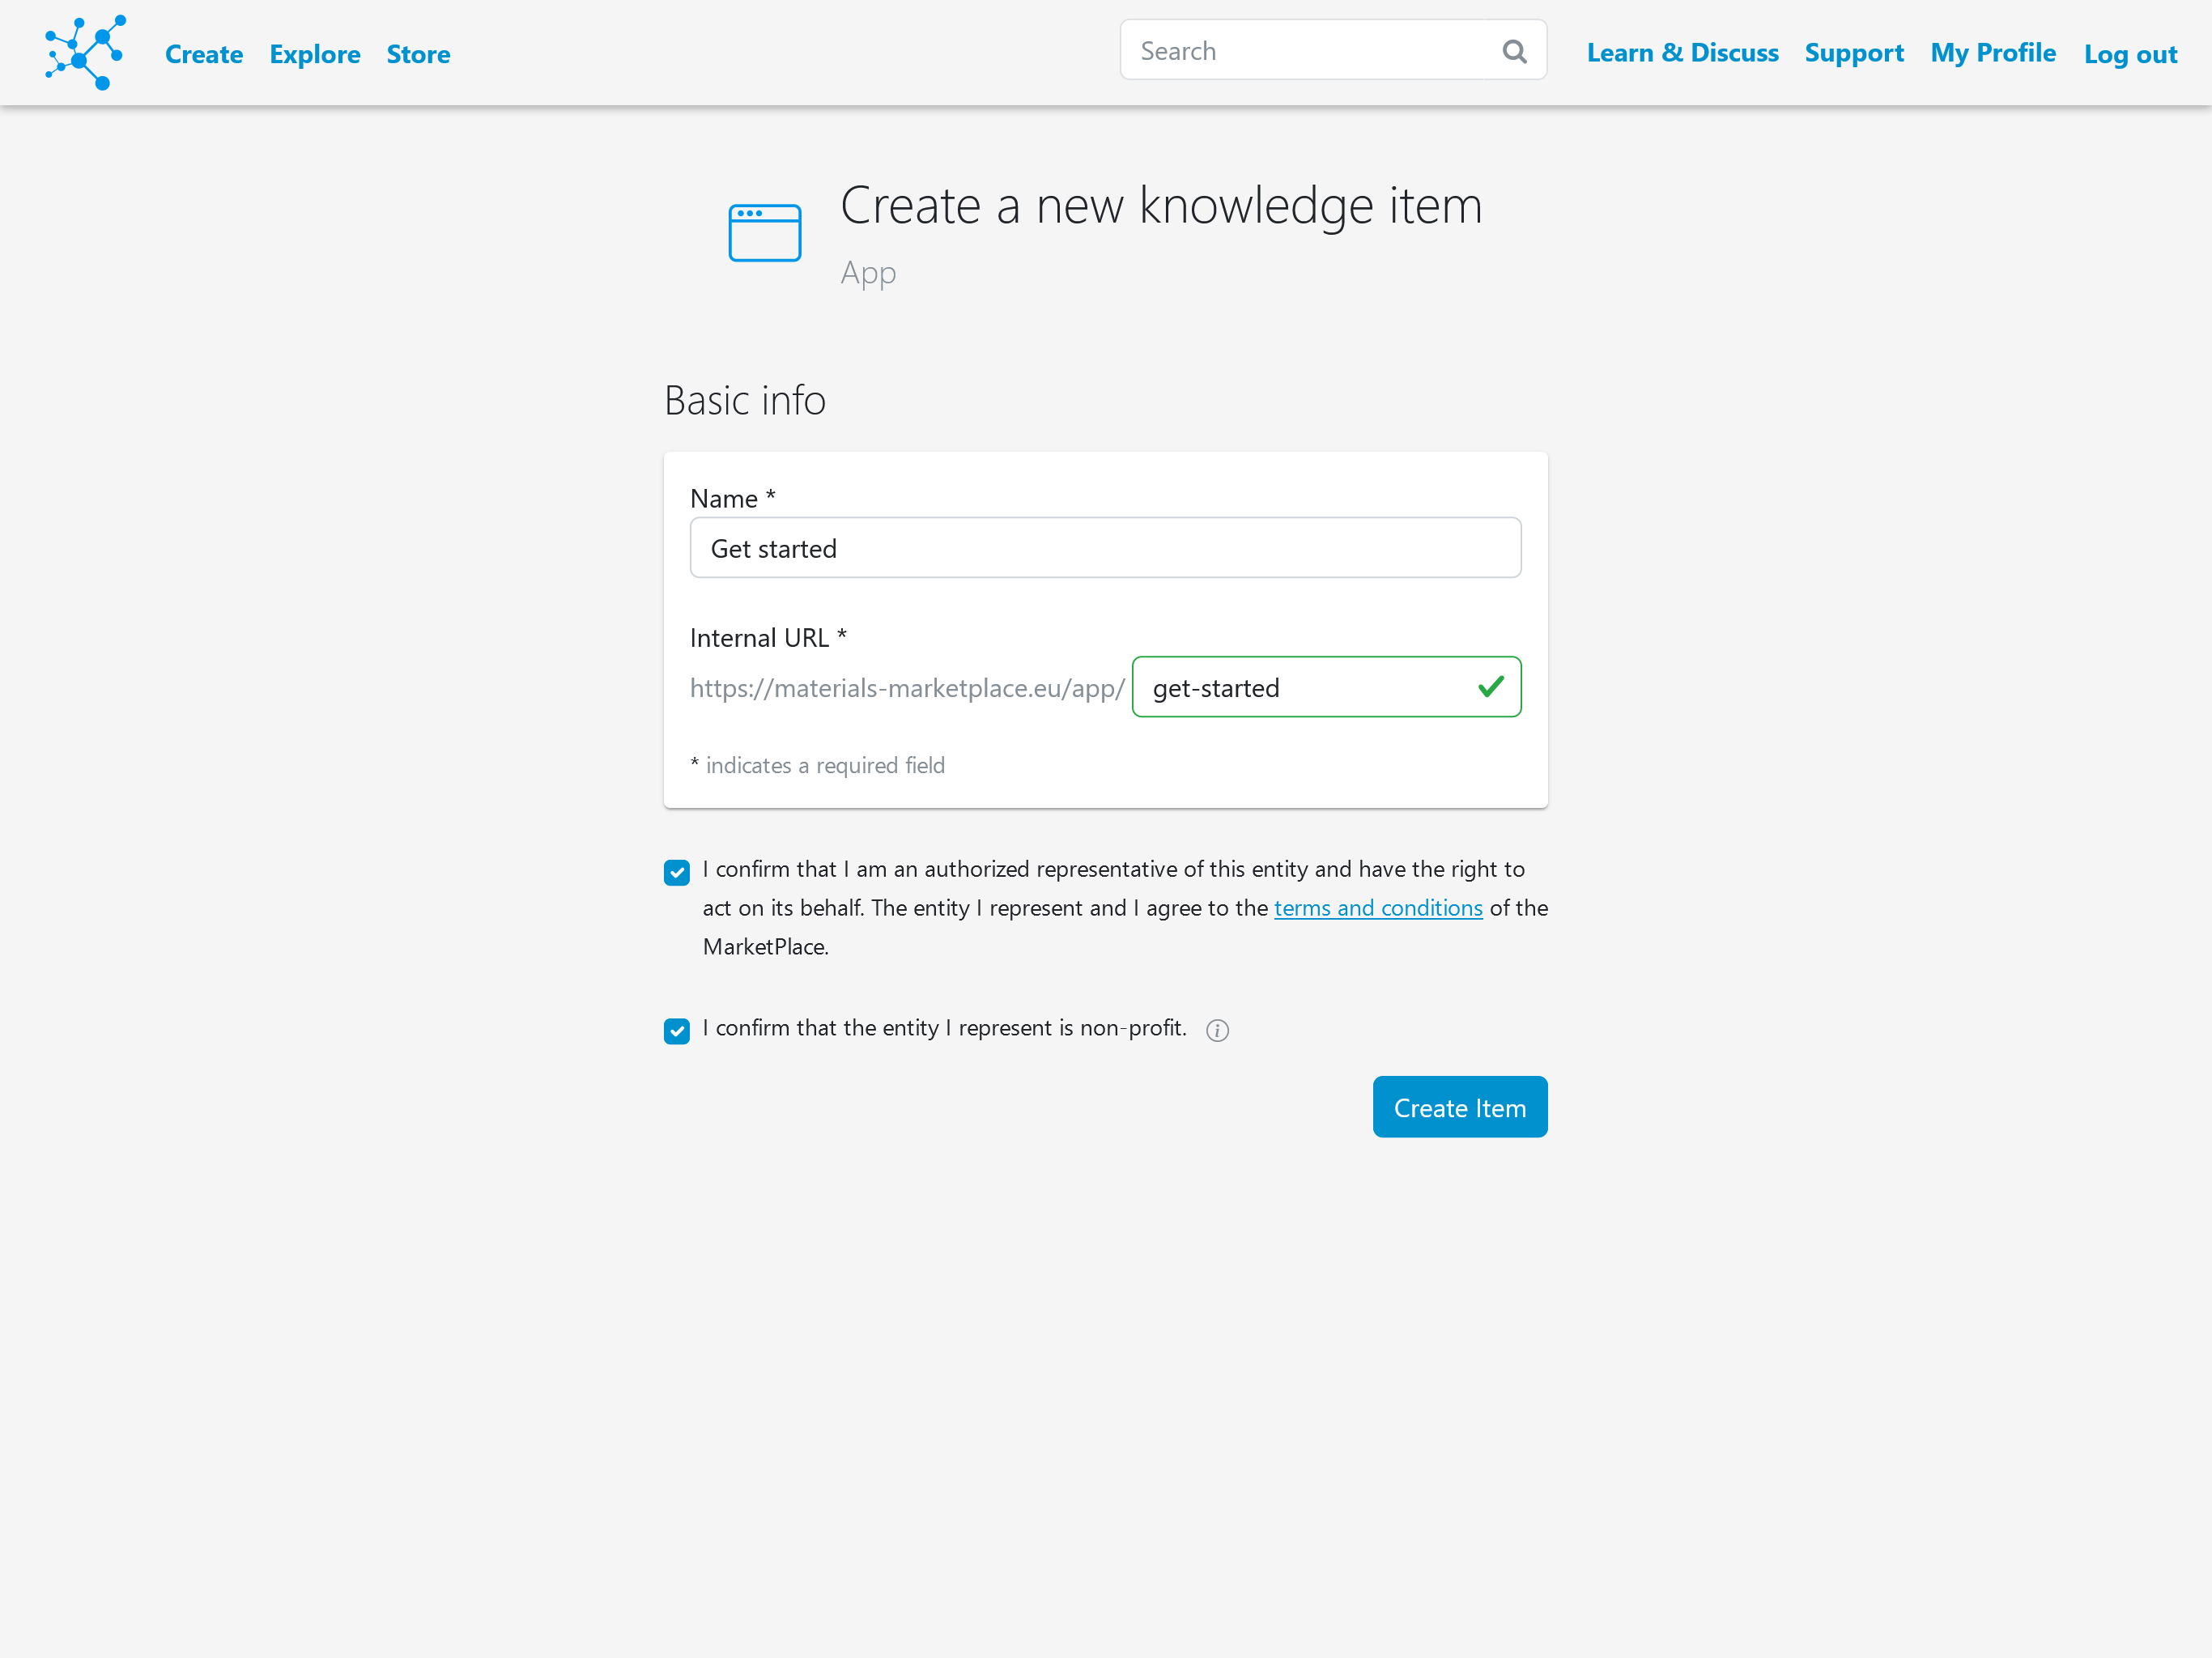 Create Explore Store Search Learn & Discuss Support My Profile Log out
Create a new knowledge item
App
Basic info
Name *
Get started
Internal URL *
https://materials-marketplace.eu/app/ get-started
* indicates a required field
I confirm that I am an authorized representative of this entity and have the right to
act on its behalf. The entity I represent and I agree to the terms and conditions of the
MarketPlace.
I confirm that the entity I represent is non-profit.
Create Item